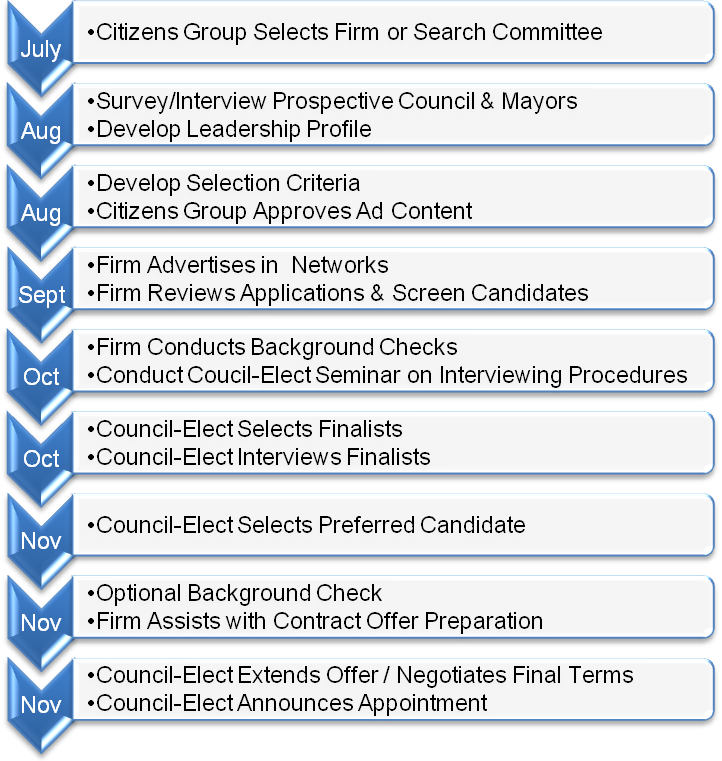 July
•Citizens Group Selects Firm or Search Committee
Aug
•Survey/Interview Prospective Council & Mayors
•Develop Leadership Profile
Aug
•Develop Selection Criteria
•Citizens Group Approves Ad Content
Sept
•Firm Advertises in Networks
•Firm Reviews Applications & Screen Candidates
Oct
•Firm Conducts Background Checks
•Conduct Coucil-Elect Seminar on Interviewing Procedures
Oct
•Council-Elect Selects Finalists
•Council-Elect Interviews Finalists
Nov
•Council-Elect Selects Preferred Candidate
Nov
•Optional Background Check
•Firm Assists with Contract Offer Preparation
Nov
•Council-Elect Extends Offer / Negotiates Final Terms
•Council-Elect Announces Appointment